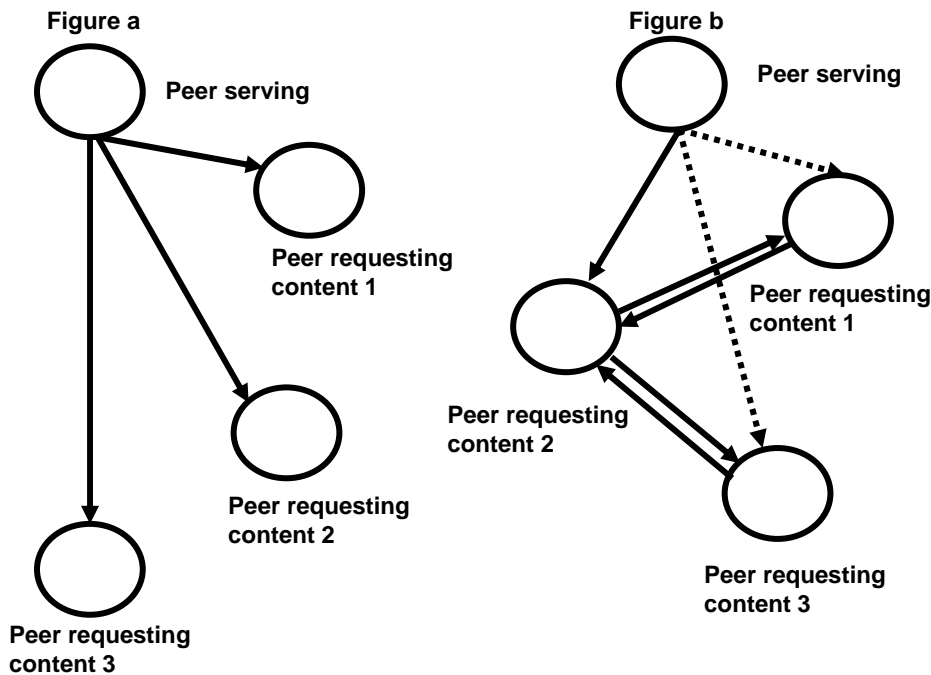 Figure a
Peer serving
Peer requesting
content 1
Peer requesting
content 2
Peer requesting
content 3
Figure b
Peer serving
Peer requesting
content 1
Peer requesting
content 2
Peer requesting
content 3